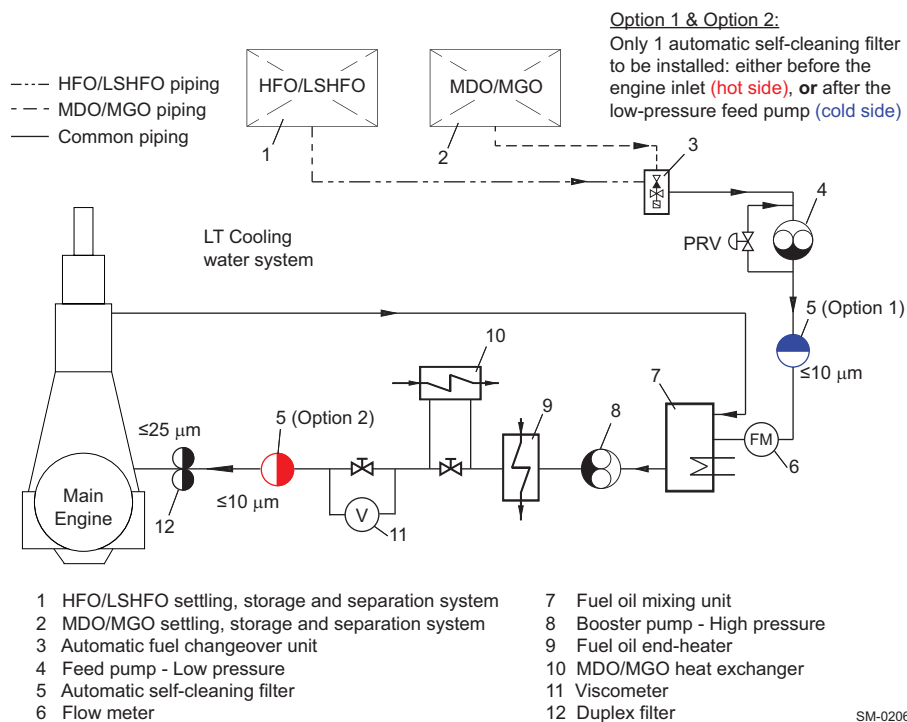 Option 1 & Option 2:
Only 1 automatic self-cleaning filter
to be installed: either before the
engine inlet (hot side), or after the
low-pressure feed pump (cold side)
HFO/LSHFO piping
MDO/MGO piping
Common piping
HFO/LSHFO
MDO/MGO
1
2
3
4
PRV
LT Cooling
water system
5 (Option 1)
≤10 μm
10
7
9
8
FM
6
≤25 μm
5 (Option 2)
≤10 μm
V
11
12
Main
Engine
1 HFO/LSHFO settling, storage and separation system
2 MDO/MGO settling, storage and separation system
3 Automatic fuel changeover unit
4 Feed pump - Low pressure
5 Automatic self-cleaning filter
6 Flow meter
7 Fuel oil mixing unit
8 Booster pump - High pressure
9 Fuel oil end-heater
10 MDO/MGO heat exchanger
11 Viscometer
12 Duplex filter
SM-0206